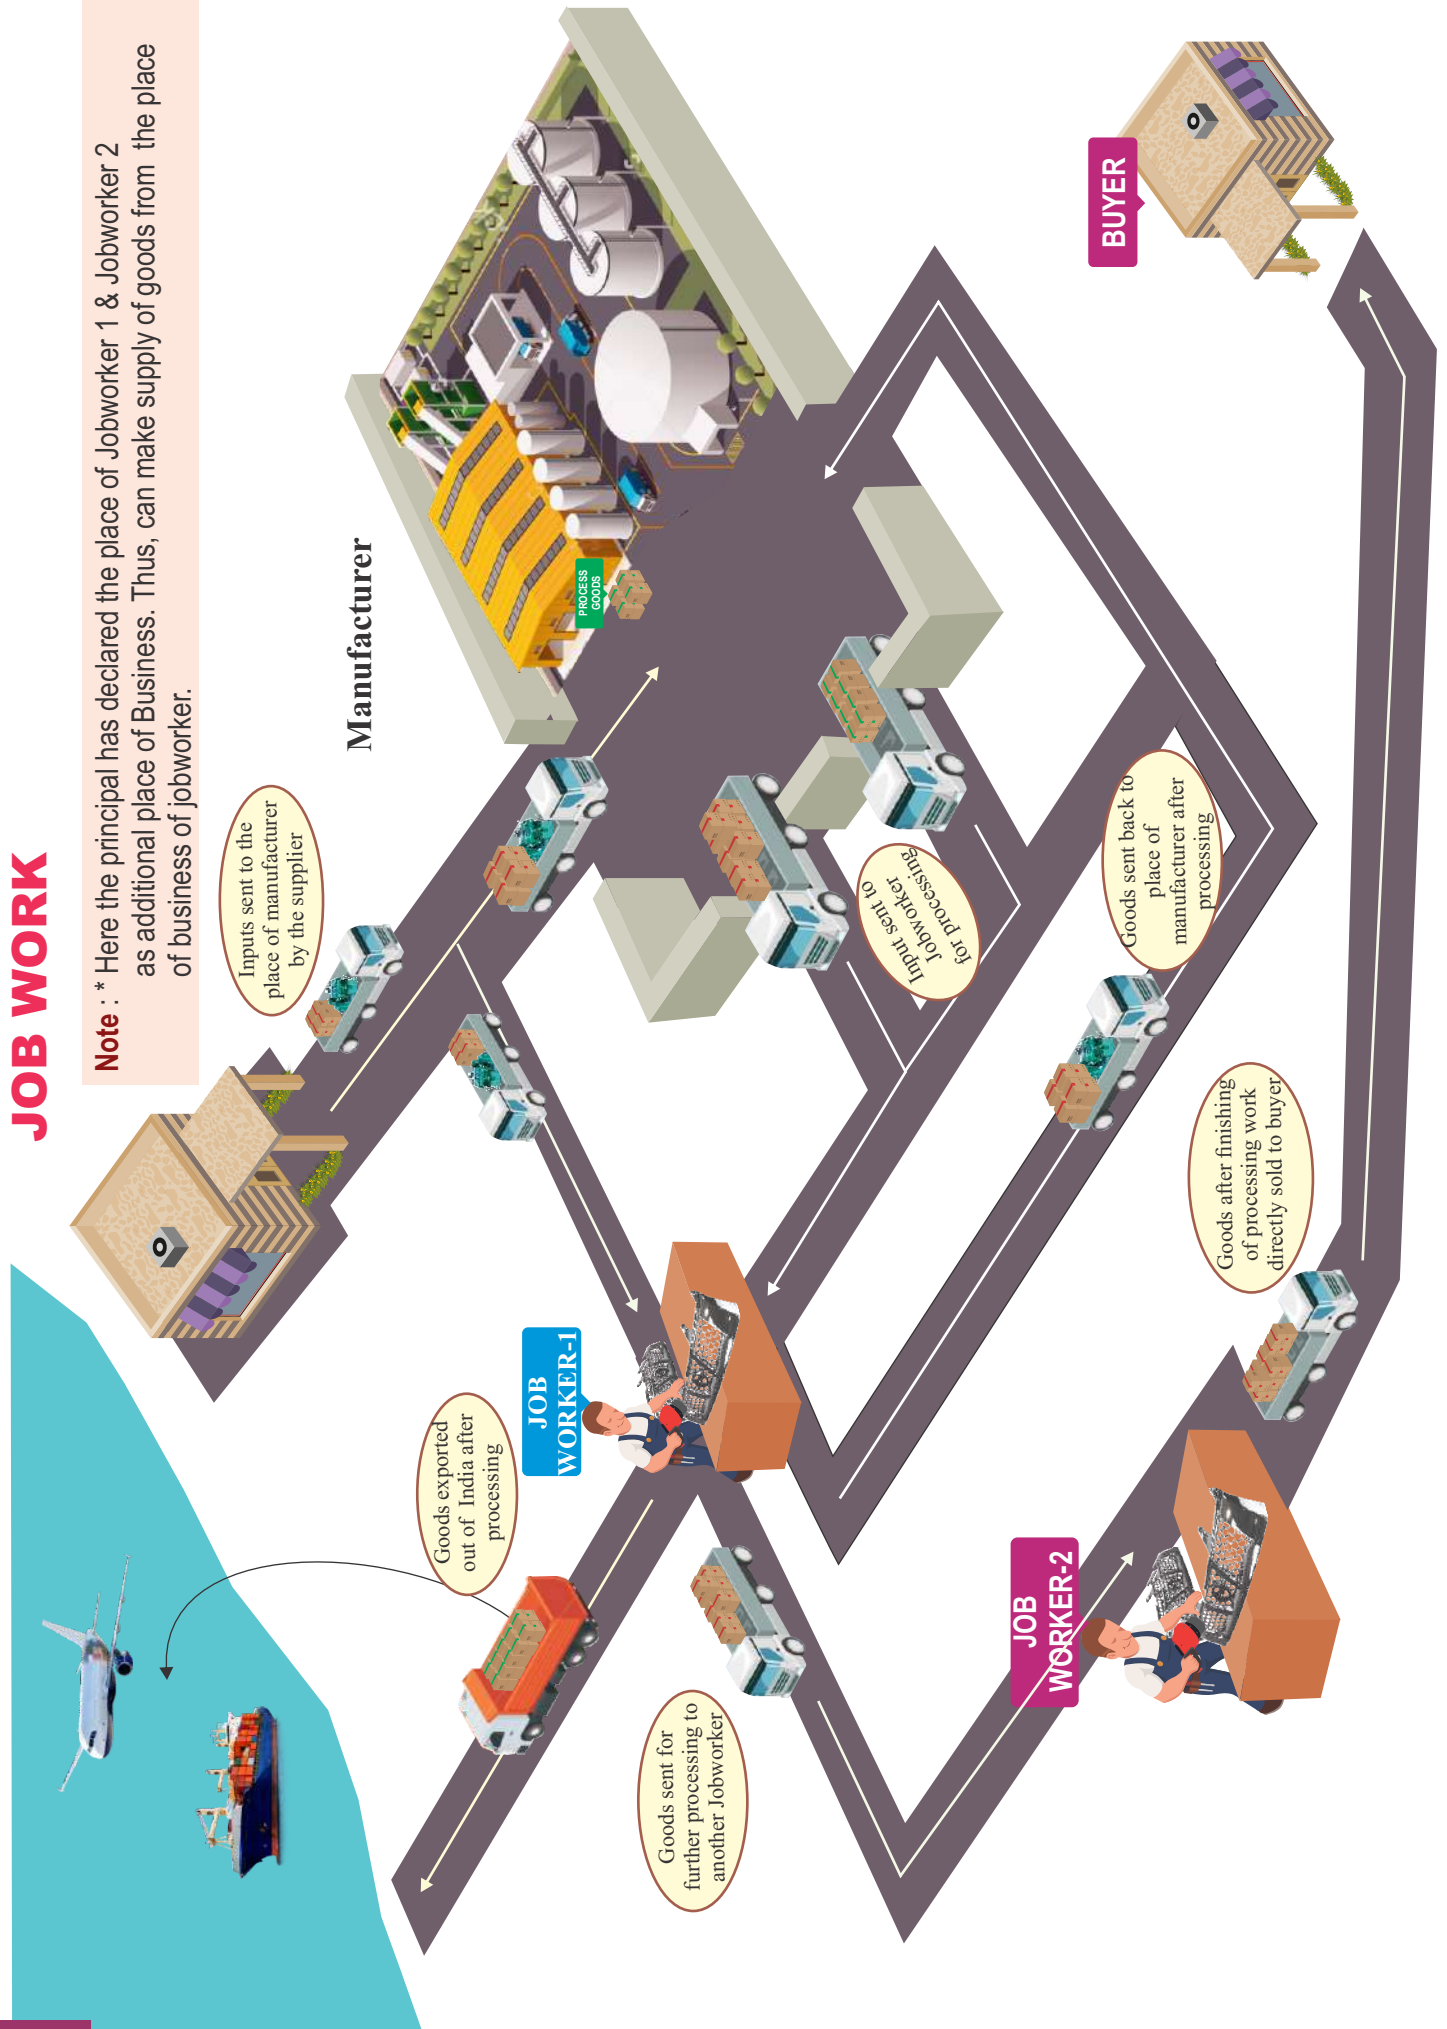 JOB WORK
Note : * Here the principal has declared the place of Jobworker 1 & Jobworker 2
as additional place of Business. Thus, can make supply of goods from the place
of business of jobworker.
Inputs sent to the
place of manufacturer
by the supplier
Manufacturer
PROCESS
GOODS
Goods exported
out of India after
processing
JOB
WORKER-1
Input sent to
Jobworker
for processing
Goods sent for
further processing to
another Jobworker
Goods sent back to
place of
manufacturer after
processing
JOB
WORKER-2
Goods after finishing
of processing work
directly sold to buyer
BUYER